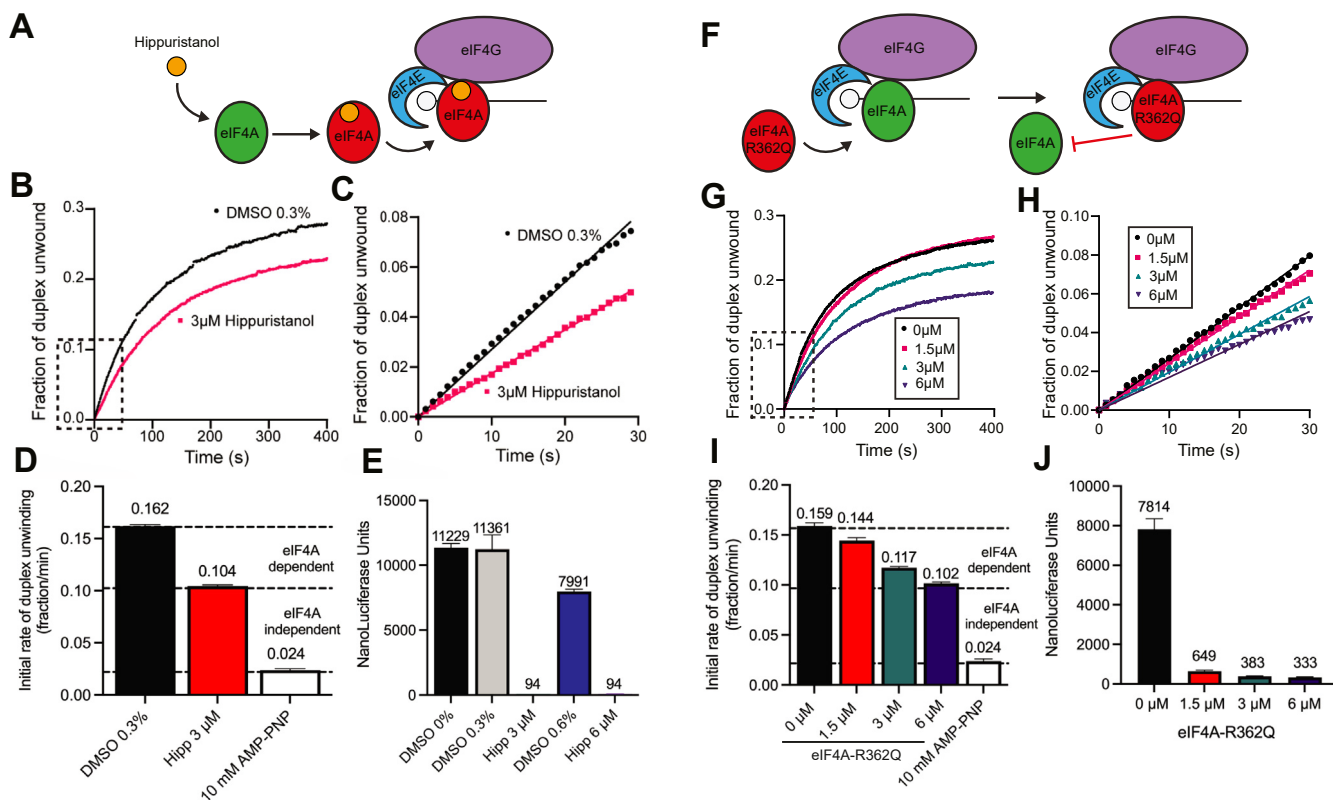 A
Hippuristanol
eIF4A
eIF4A
eIF4E
eIF4G
eIF4A
B
Fraction of duplex unwound
0.3
0.2
0.1
0
DMSO 0.3%
3µM Hippuristanol
0 100 200 300 400
Time (s)
C
Fraction of duplex unwound
0.08
0.06
0.04
0.02
0.00
DMSO 0.3%
3µM Hippuristanol
0 10 20 30
Time (s)
D
Initial rate of duplex unwinding
(fraction/min)
0.20
0.15
0.10
0.05
0.00
0.162
0.104
0.024
eIF4A
dependent
eIF4A
independent
DMSO 0.3%
Hipp 3 µM
10 mM AMP-PNP
E
NanoLuciferase Units
15000
10000
5000
0
11229
11361
94
7991
94
DMSO 0%
DMSO 0.3%
Hipp 3 µM
DMSO 0.6%
Hipp 6 µM
F
eIF4A
R362Q
eIF4E
eIF4G
eIF4A
eIF4A
eIF4E
eIF4G
eIF4A
R362Q
G
Fraction of duplex unwound
0.3
0.2
0.1
0
0µM
1.5µM
3µM
6µM
0 100 200 300 400
Time (s)
H
Fraction of duplex unwound
0.10
0.08
0.06
0.04
0.02
0.00
0µM
1.5µM
3µM
6µM
0 10 20 30
Time (s)
I
Initial rate of duplex unwinding
(fraction/min)
0.20
0.15
0.10
0.05
0.00
0.159
0.144
0.117
0.102
0.024
eIF4A
dependent
eIF4A
independent
0 µM
1.5 µM
3 µM
6 µM
10 mM AMP-PNP
eIF4A-R362Q
J
Nanoluciferase Units
10000
8000
6000
4000
2000
0
7814
649
383
333
0 µM 1.5 µM 3 µM 6 µM
eIF4A-R362Q